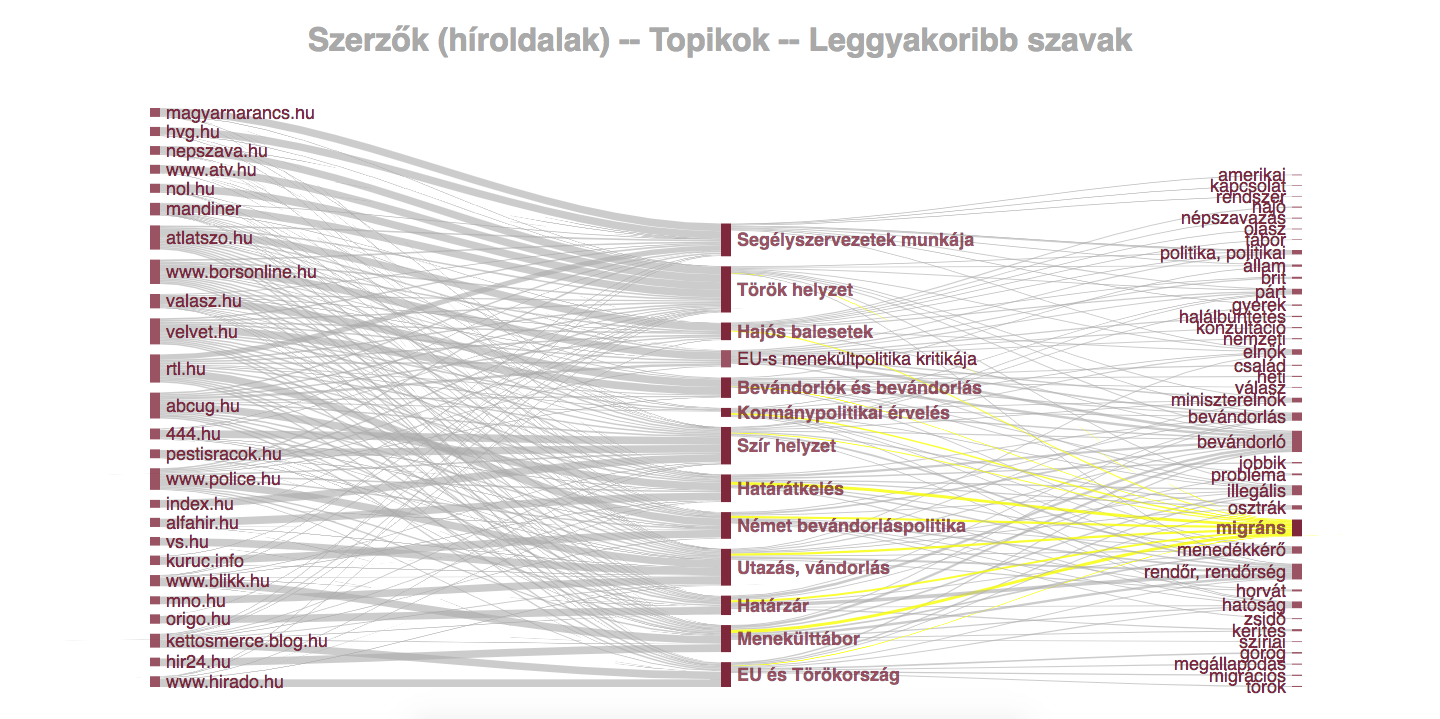 Szerzők (híroldalak) -- Topikok -- Leggyakoribb szavak
magyarnarancs.hu
hvg.hu
nepszava.hu
www.atv.hu
nol.hu
mandiner
atlatszo.hu
www.borsonline.hu
valasz.hu
velvet.hu
rtl.hu
abcug.hu
444.hu
pestisracok.hu
www.police.hu
index.hu
alfahir.hu
vs.hu
kuruc.info
www.blikk.hu
mno.hu
origo.hu
kettosmerce.blog.hu
hir24.hu
www.hirado.hu
Segélyszervezetek munkája
Török helyzet
Hajós balesetek
EU-s menekültpolitika kritikája
Bevándorlók és bevándorlás
Kormánypolitikai érvelés
Szír helyzet
Határátkelés
Német bevándorláspolitika
Utazás, vándorlás
Határzár
Menekülttábor
EU és Törökország
amerikai
kapcsolat
rendszer
hajó
népszavazás
olasz
tábor
politika, politikai
állam
brit
párt
gyerek
halálbüntetés
konzultáció
nemzeti
elnök
család
heti
válasz
miniszterelnök
bevándorlás
bevándorló
jobbik
probléma
illegális
osztrák
migráns
menedékkérő
rendőr, rendőrség
horvát
hatóság
zsidó
kerítés
szíriai
görög
megállapodás
migrációs
török